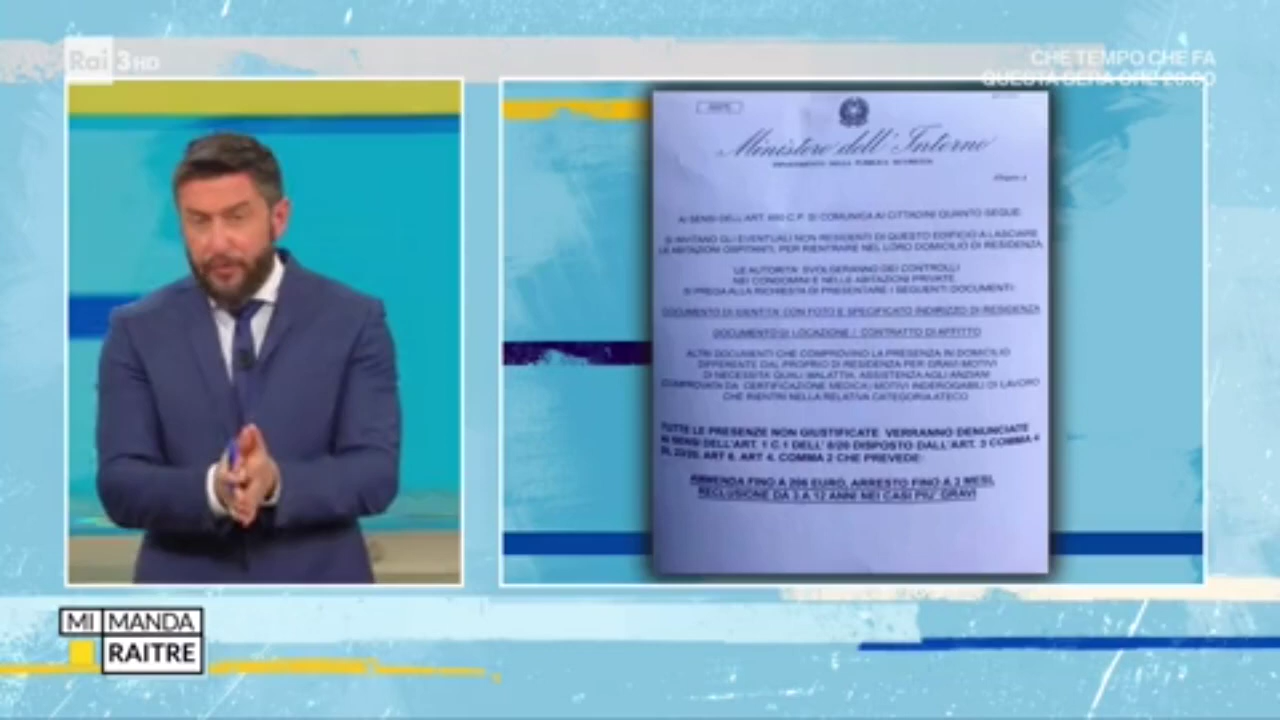 Rai 3HD
CHE TEMPO CHE FA
QUESTA SERA ORE 20:00
Ministero dell'Interno
DIPARTIMENTO DELLA PUBBLICA SICUREZZA
AI SENSI DELL'ART. 650 C.P. SI COMUNICA AI CITTADINI QUANTO SEGUE:
SI INVITANO GLI EVENTUALI NON RESIDENTI DI QUESTO EDIFICIO A LASCIARE
LE ABITAZIONI OSPITANTI, PER RIENTRARE NEL LORO DOMICILIO DI RESIDENZA.
LE AUTORITA' SVOLGERANNO DEI CONTROLLI
NEI CONDOMINI E NELLE ABITAZIONI PRIVATE.
SI PREGA ALLA RICHIESTA DI PRESENTARE I SEGUENTI DOCUMENTI:
DOCUMENTO DI IDENTITA' CON FOTO E SPECIFICATO INDIRIZZO DI RESIDENZA
DOCUMENTO DI LOCAZIONE / CONTRATTO DI AFFITTO
ALTRI DOCUMENTI CHE COMPROVINO LA PRESENZA IN DOMICILIO
DIFFERENTE DAL PROPRIO DI RESIDENZA PER GRAVI MOTIVI
DI NECESSITA' QUALI MALATTIA, ASSISTENZA AGLI ANZIANI
COMPROVATA DA CERTIFICAZIONE MEDICA, MOTIVI INDEROGABILI DI LAVORO
CHE RIENTRI NELLA RELATIVA CATEGORIA ATECO
TUTTE LE PRESENZE NON GIUSTIFICATE VERRANNO DENUNCIATE
AI SENSI DELL'ART. 1 C.1 DELL' 6/20 DISPOSTO DALL'ART. 3 COMMA 4
DL 23/20, ART 6, ART 4, COMMA 2 CHE PREVEDE:
AMMENDA FINO A 206 EURO, ARRESTO FINO A 3 MESI,
RECLUSIONE DA 3 A 12 ANNI NEI CASI PIU' GRAVI
MI MANDA
RAITRE